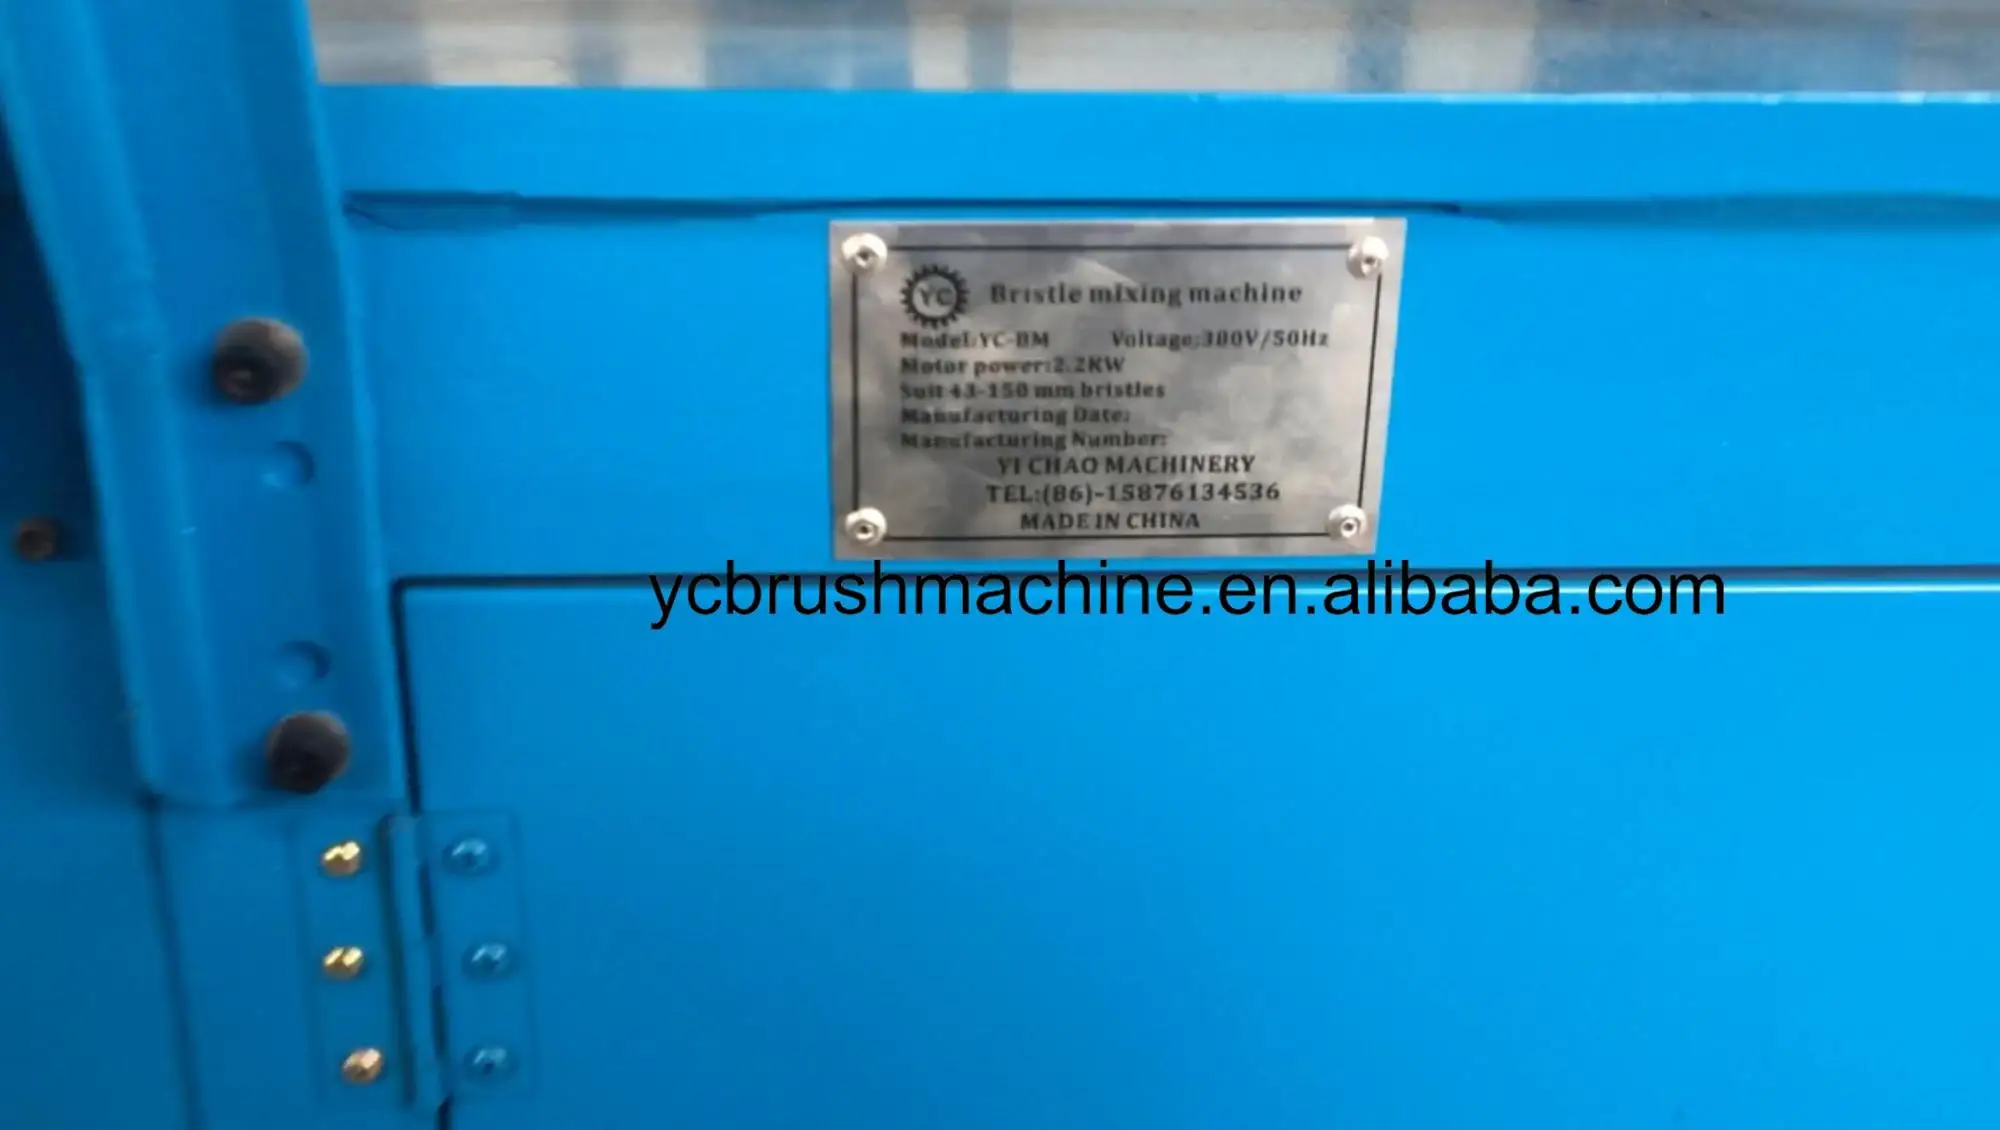 YC Bristle mixing machine
Model:YC-BM Voltage:380V/50Hz
Motor power:2.2KW
Suit 43-150 mm bristles
Manufacturing Date:
Manufacturing Number:
YI CHAO MACHINERY
TEL:(86)-15876134536
MADE IN CHINA
ycbrushmachine.en.alibaba.com